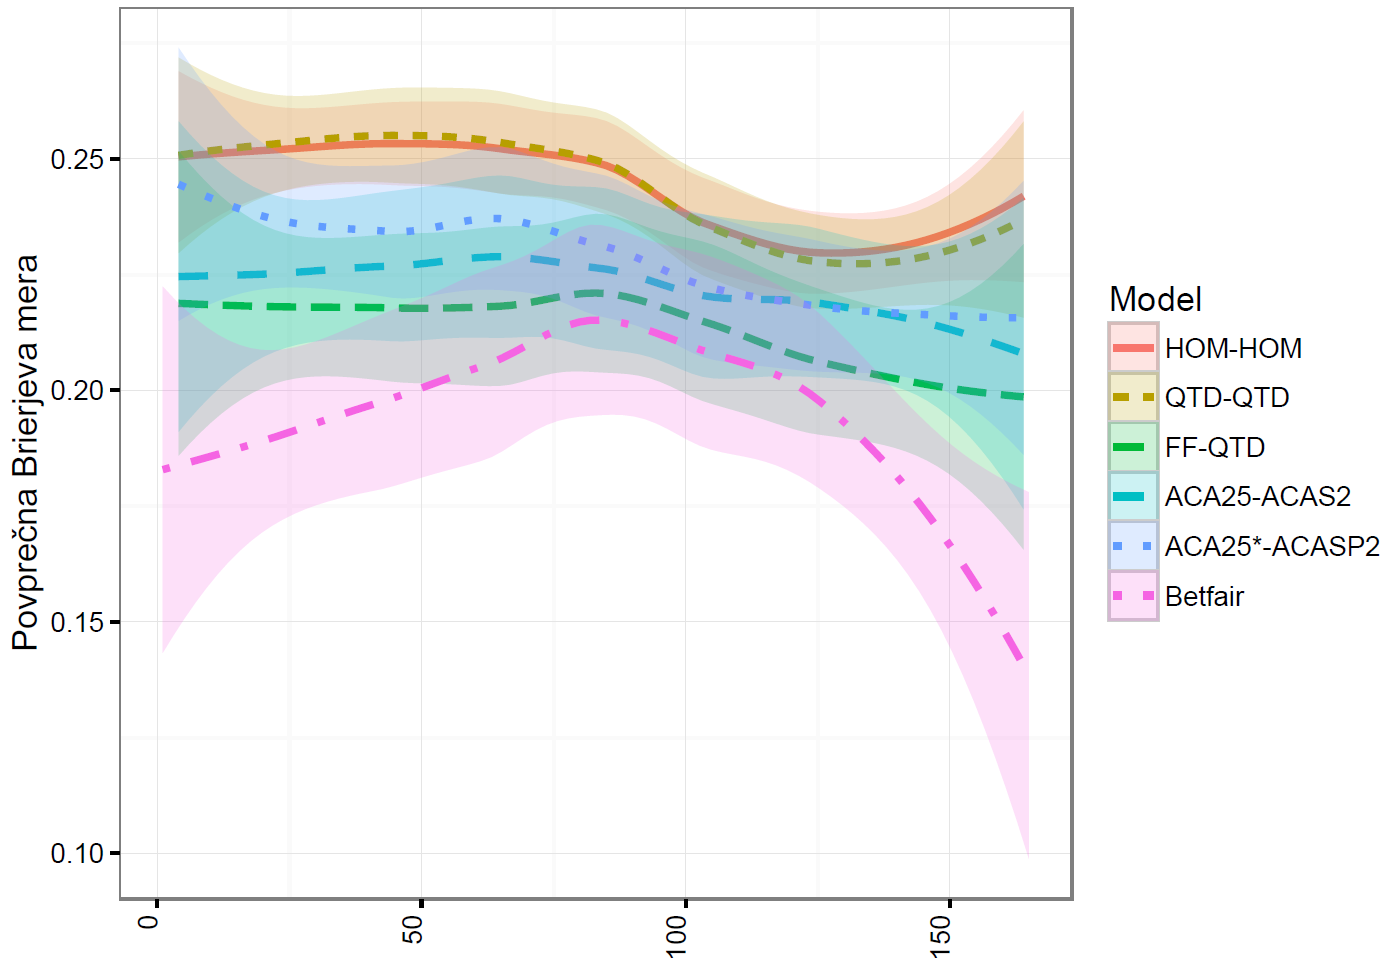 Povprečna Brierjeva mera
0.25
0.20
0.15
0.10
0
50
100
150
Model
HOM-HOM
QTD-QTD
FF-QTD
ACA25-ACAS2
ACA25*-ACASP2
Betfair